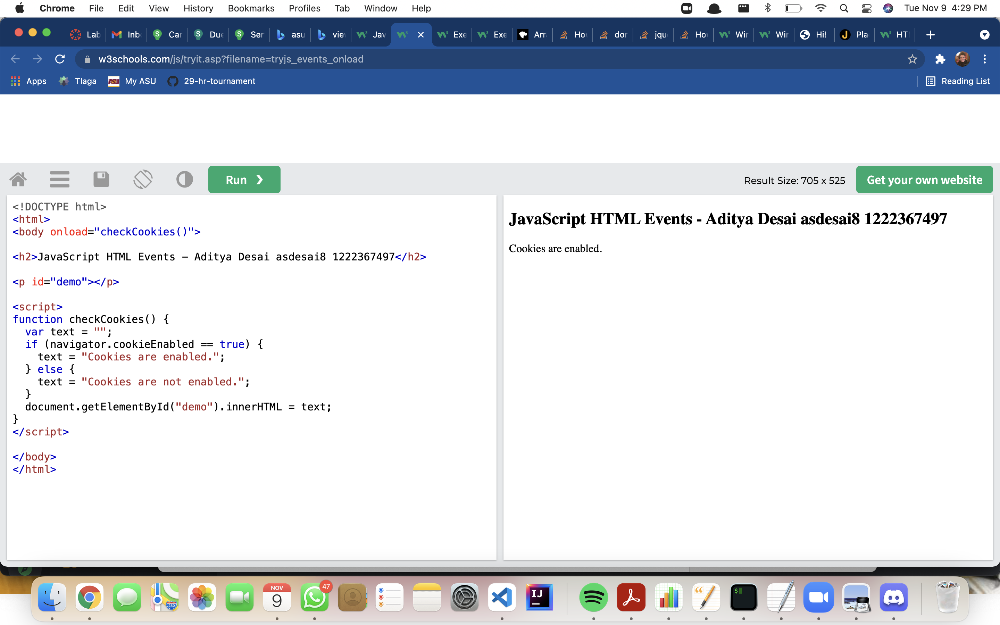 Chrome File Edit View History Bookmarks Profiles Tab Window Help Tue Nov 9 4:29 PM
Lab Inb Car Due Ser asu vie Jav Exe Exe Arr Ho dor jqu Ho Wir Wir Hi! Pla HTI
w3schools.com/js/tryit.asp?filename=tryjs_events_onload
Apps Tlaga My ASU 29-hr-tournament Reading List
Run ❯ Result Size: 705 x 525 Get your own website
<!DOCTYPE html>
<html>
<body onload="checkCookies()">
<h2>JavaScript HTML Events - Aditya Desai asdesai8 1222367497</h2>
<p id="demo"></p>
<script>
function checkCookies() {
  var text = "";
  if (navigator.cookieEnabled == true) {
    text = "Cookies are enabled.";
  } else {
    text = "Cookies are not enabled.";
  }
  document.getElementById("demo").innerHTML = text;
}
</script>
</body>
</html>
JavaScript HTML Events - Aditya Desai asdesai8 1222367497
Cookies are enabled.
280
NOV
9
47
IJ
$